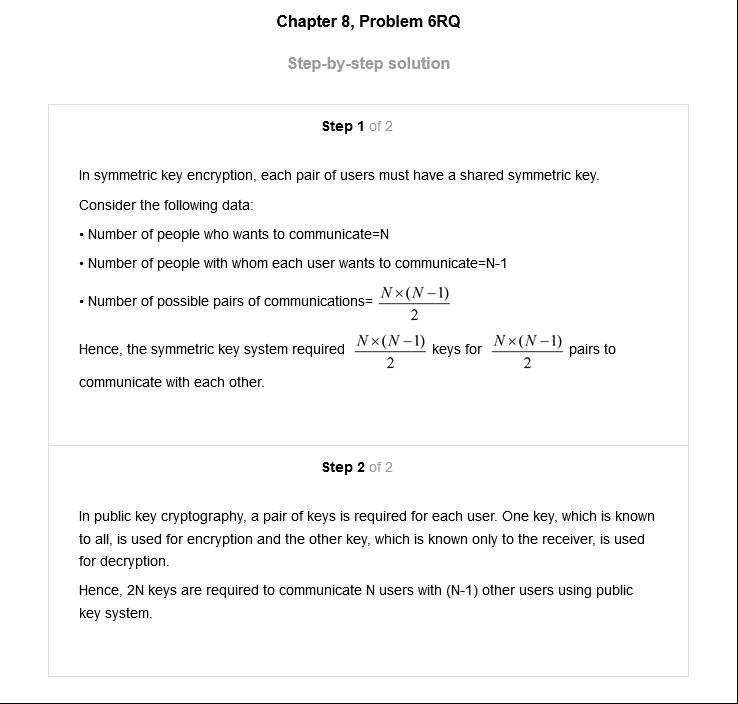 Chapter 8, Problem 6RQ
Step-by-step solution
Step 1 of 2
In symmetric key encryption, each pair of users must have a shared symmetric key.
Consider the following data:
• Number of people who wants to communicate=N
• Number of people with whom each user wants to communicate=N-1
• Number of possible pairs of communications= N×(N−1)/2
Hence, the symmetric key system required N×(N−1)/2 keys for N×(N−1)/2 pairs to
communicate with each other.
Step 2 of 2
In public key cryptography, a pair of keys is required for each user. One key, which is known
to all, is used for encryption and the other key, which is known only to the receiver, is used
for decryption.
Hence, 2N keys are required to communicate N users with (N-1) other users using public
key system.